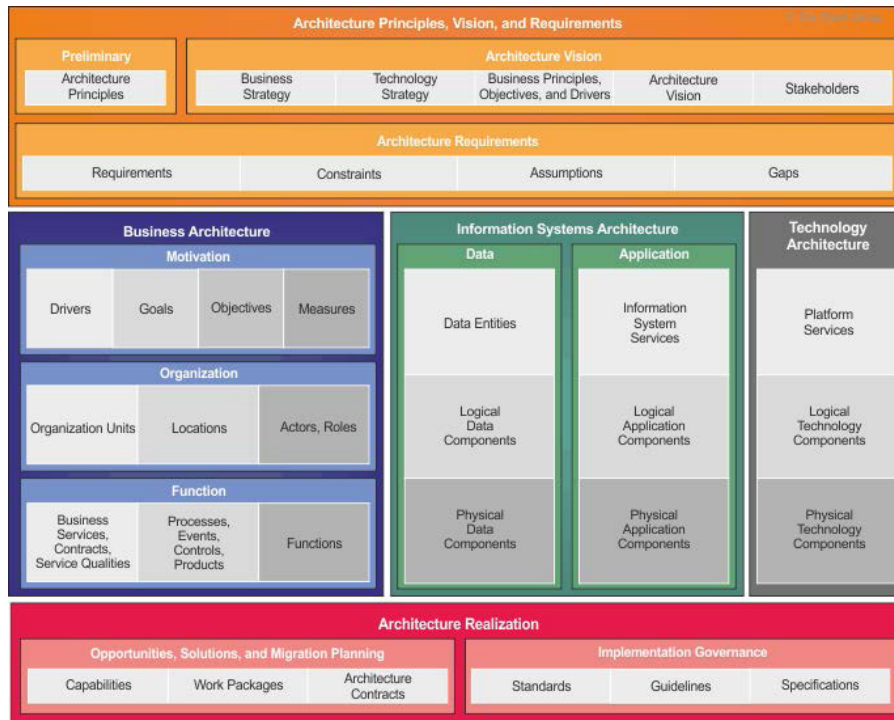 Architecture Principles, Vision, and Requirements
Preliminary
Architecture
Principles
Architecture Vision
Business
Strategy
Technology
Strategy
Business Principles,
Objectives, and Drivers
Architecture
Vision
Stakeholders
Architecture Requirements
Requirements
Constraints
Assumptions
Gaps
Business Architecture
Motivation
Drivers
Goals
Objectives
Measures
Organization
Organization Units
Locations
Actors, Roles
Function
Business
Services,
Contracts,
Service Qualities
Processes,
Events,
Controls,
Products
Functions
Information Systems Architecture
Data
Data Entities
Logical
Data
Components
Physical
Data
Components
Application
Information
System
Services
Logical
Application
Components
Physical
Application
Components
Technology
Architecture
Platform
Services
Logical
Technology
Components
Physical
Technology
Components
Architecture Realization
Opportunities, Solutions, and Migration Planning
Capabilities
Work Packages
Architecture
Contracts
Implementation Governance
Standards
Guidelines
Specifications